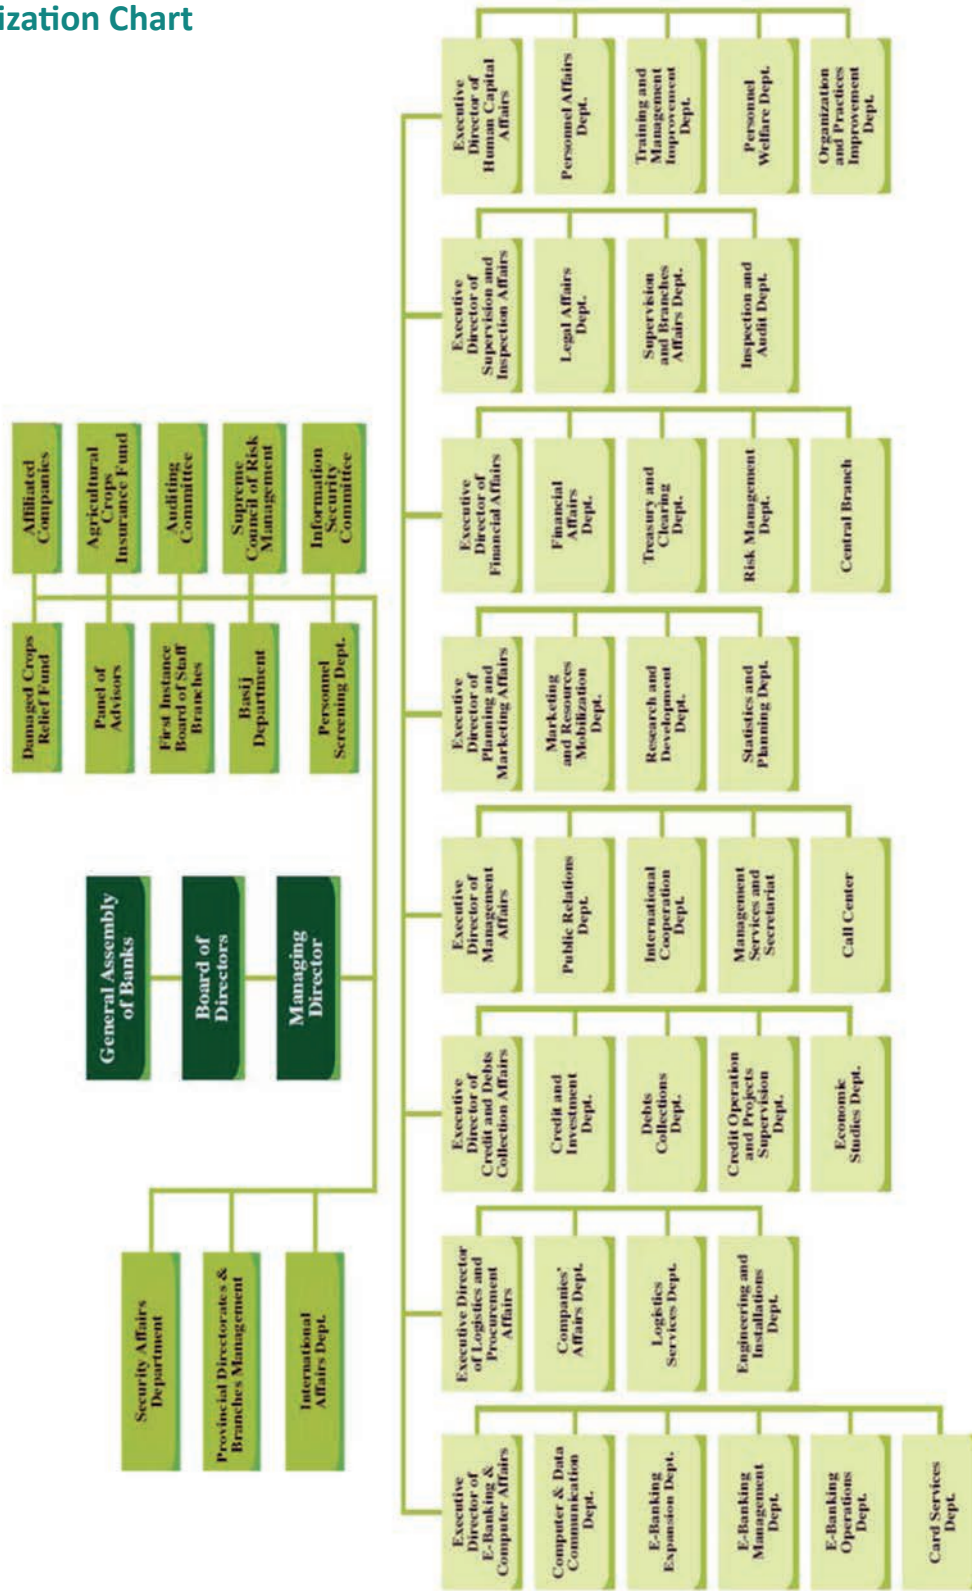 ization Chart
General Assembly
of Banks
Board of
Directors
Managing
Director
Security Affairs
Department
Provincial Directorates &
Branches Management
International
Affairs Dept.
Damaged Crops
Relief Fund
Affiliated
Companies
Panel of
Advisors
Agricultural
Crops
Insurance Fund
First Instance
Board of Staff
Branches
Auditing
Committee
Basij
Department
Supreme
Council of Risk
Management
Personnel
Screening Dept.
Information
Security
Committee
Executive
Director of
E-Banking &
Computer Affairs
Computer & Data
Communication
Dept.
E-Banking
Expansion Dept.
E-Banking
Management
Dept.
E-Banking
Operations
Dept.
Card Services
Dept.
Executive Director
of Logistics and
Procurement
Affairs
Companies'
Affairs Dept.
Logistics
Services Dept.
Engineering and
Installations
Dept.
Executive
Director of
Credit and Debts
Collection Affairs
Credit and
Investment
Dept.
Debts
Collections
Dept.
Credit Operation
and Projects
Supervision
Dept.
Economic
Studies Dept.
Executive
Director of
Management
Affairs
Public Relations
Dept.
International
Cooperation
Dept.
Management
Services and
Secretariat
Call Center
Executive
Director of
Planning and
Marketing Affairs
Marketing
and Resources
Mobilization
Dept.
Research and
Development
Dept.
Statistics and
Planning Dept.
Executive
Director of
Financial Affairs
Financial
Affairs
Dept.
Treasury and
Clearing
Dept.
Risk Management
Dept.
Central Branch
Executive
Director of
Supervision and
Inspection Affairs
Legal Affairs
Dept.
Supervision
and Branches
Affairs Dept.
Inspection and
Audit Dept.
Executive
Director of
Human Capital
Affairs
Personnel Affairs
Dept.
Training and
Management
Improvement
Dept.
Personnel
Welfare Dept.
Organization
and Practices
Improvement
Dept.